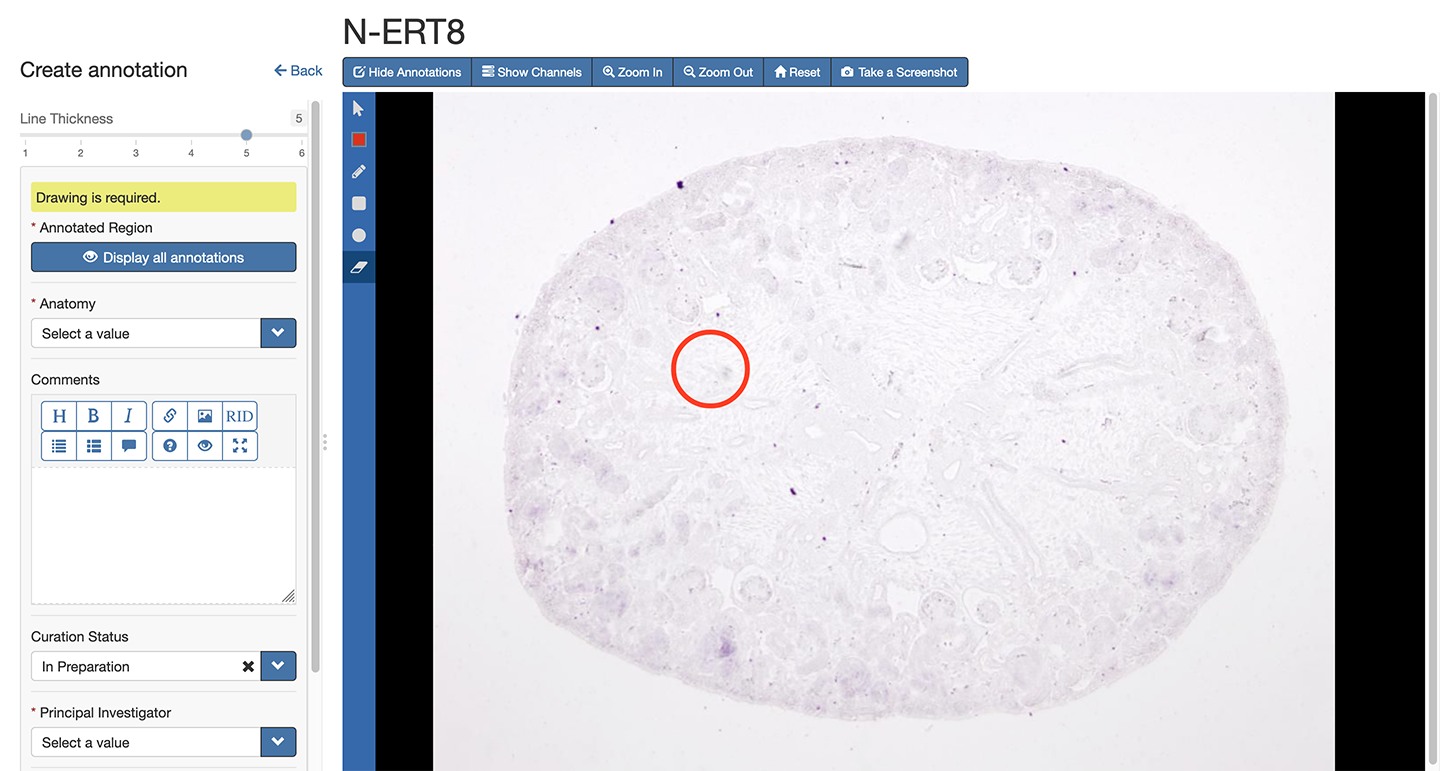 N-ERT8
Create annotation
Back
Hide Annotations
Show Channels
Zoom In
Zoom Out
Reset
Take a Screenshot
Line Thickness
5
1 2 3 4 5 6
Drawing is required.
* Annotated Region
Display all annotations
* Anatomy
Select a value
Comments
H B I RID
Curation Status
In Preparation
* Principal Investigator
Select a value